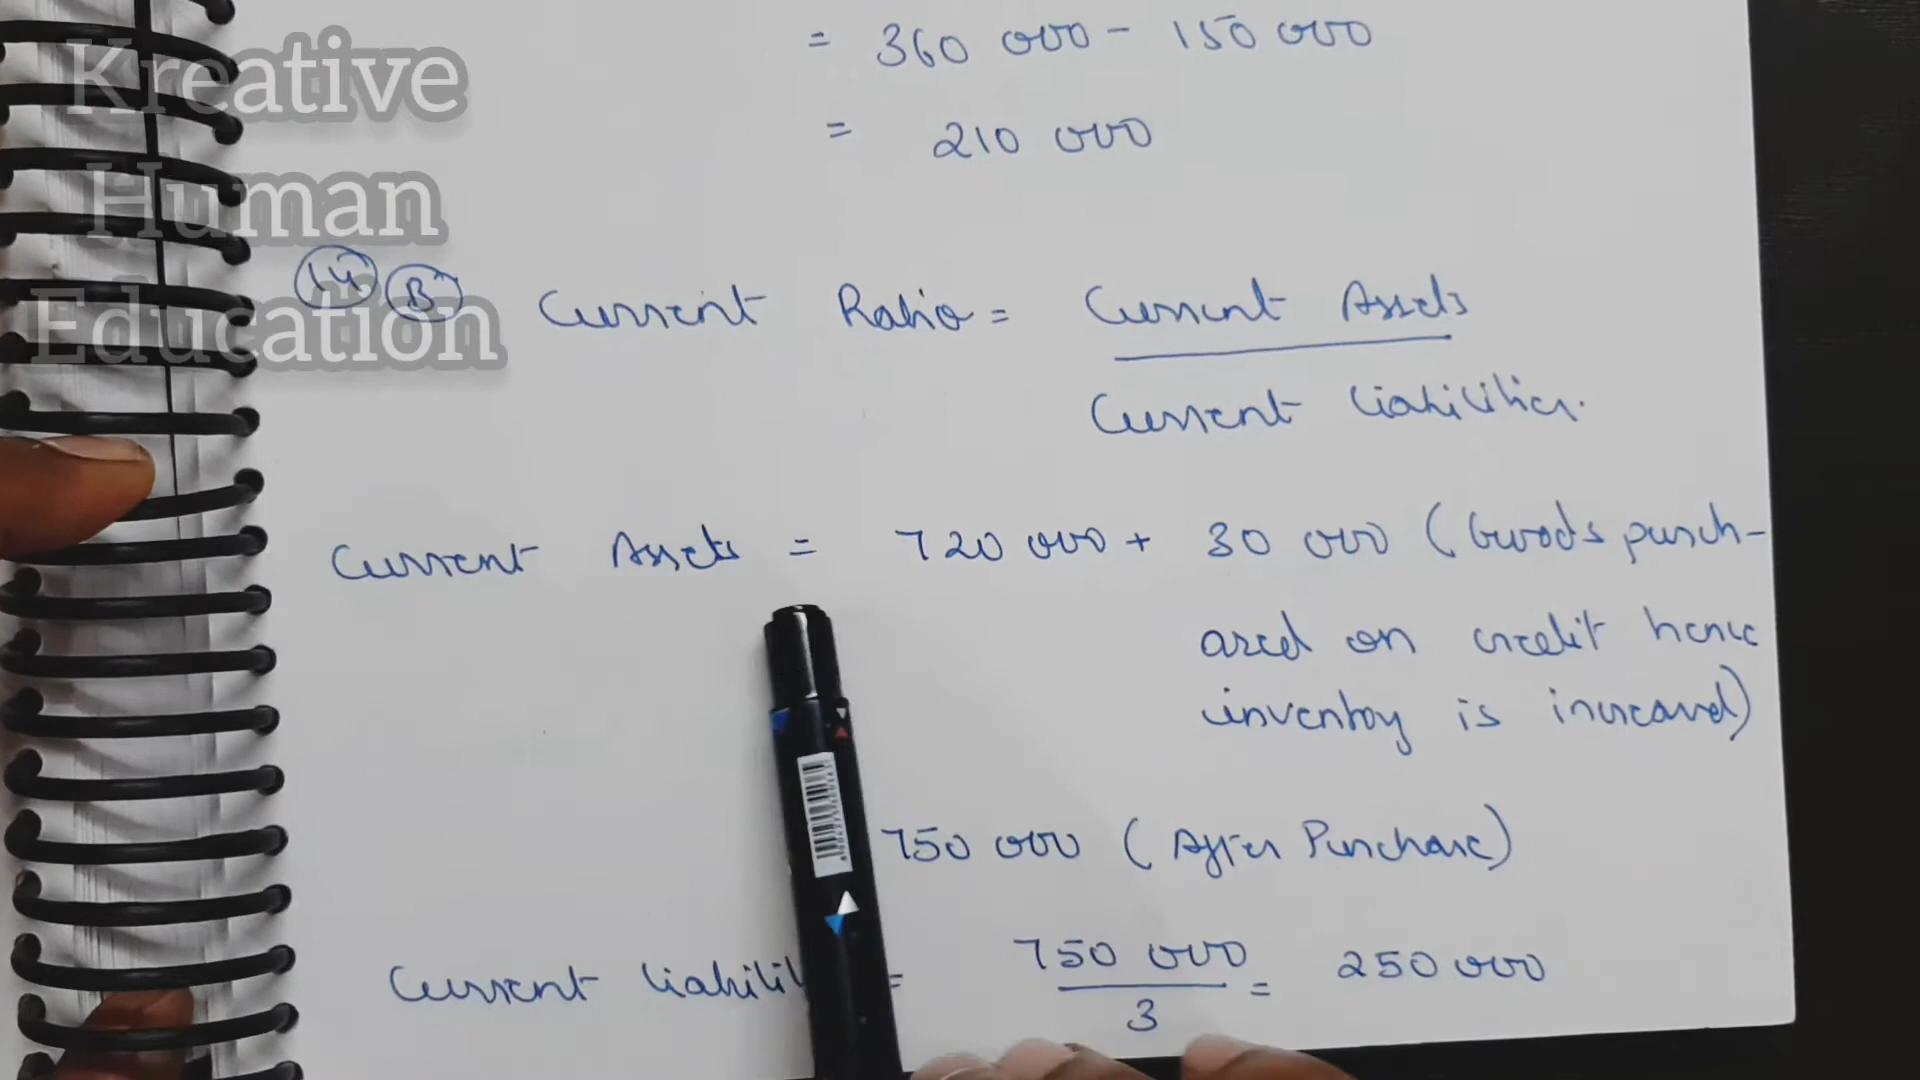 Kreative
Human
Education
= 360 000 - 150 000
= 210 000
14 B Current Ratio = Current Assets
Current Liabilities.
Current Assets = 720 000 + 30 000 (Goods purch-
ased on credit hence
inventory is increased)
750 000 (After Purchase)
Current Liabili = 750 000 / 3 = 250 000